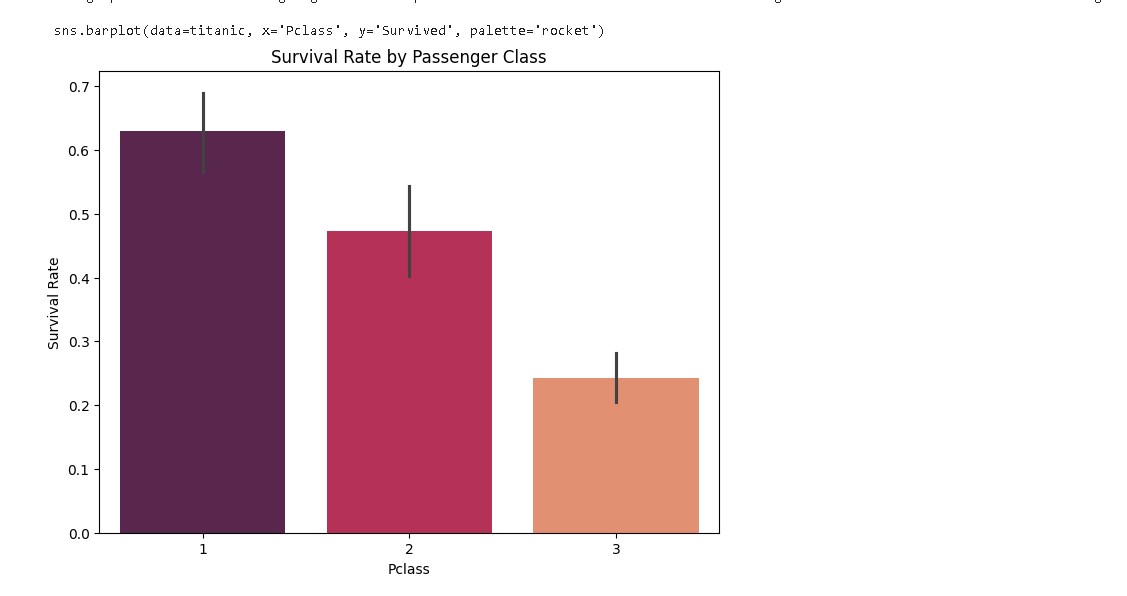 sns.barplot(data=titanic, x='Pclass', y='Survived', palette='rocket')
Survival Rate by Passenger Class
0.7
0.6
0.5
0.4
0.3
0.2
0.1
0.0
Survival Rate
1 2 3
Pclass